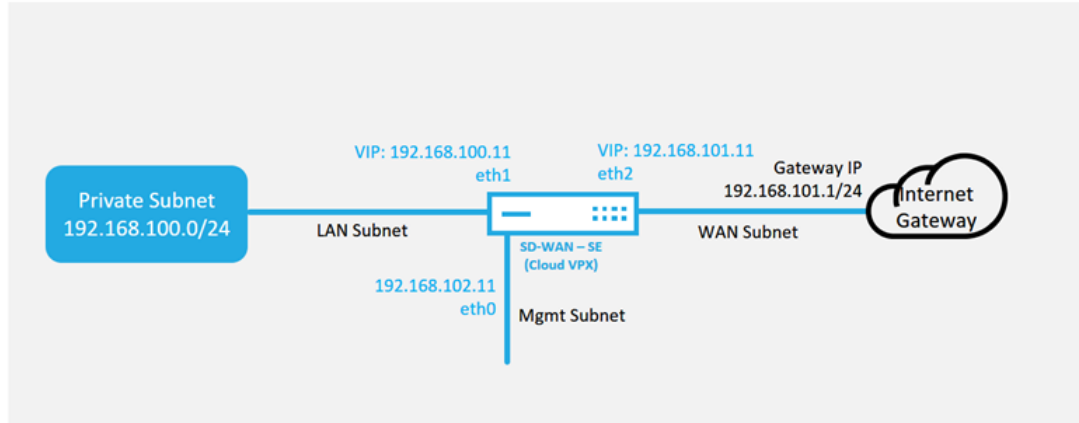 VIP: 192.168.100.11
eth1
VIP: 192.168.101.11
eth2
Gateway IP
192.168.101.1/24
Internet
Gateway
Private Subnet
192.168.100.0/24
LAN Subnet
WAN Subnet
SD-WAN – SE
(Cloud VPX)
192.168.102.11
eth0
Mgmt Subnet